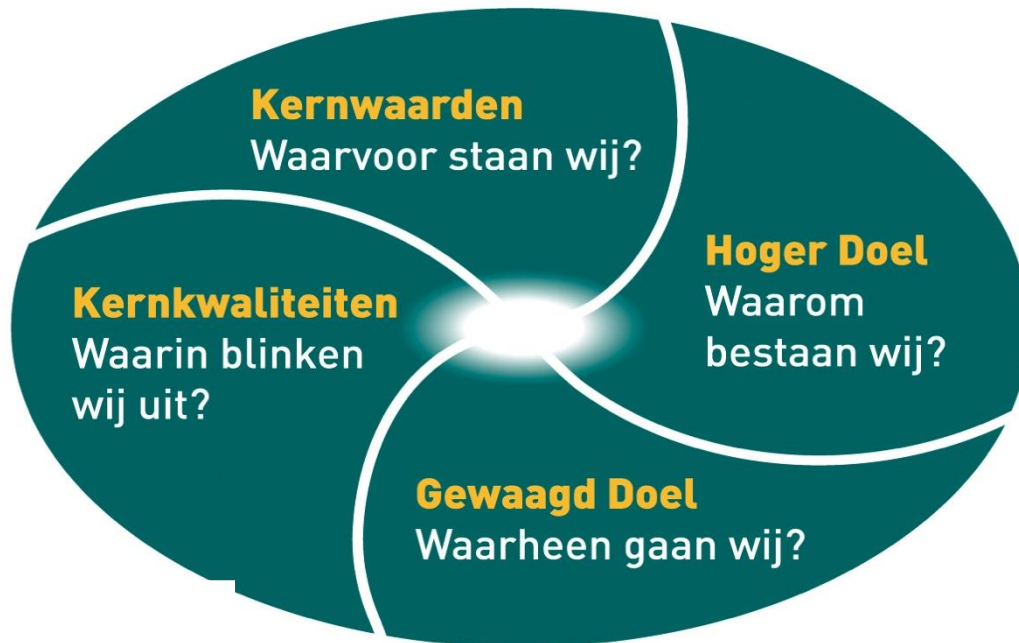 Kernwaarden
Waarvoor staan wij?
Hoger Doel
Waarom
bestaan wij?
Kernkwaliteiten
Waarin blinken
wij uit?
Gewaagd Doel
Waarheen gaan wij?